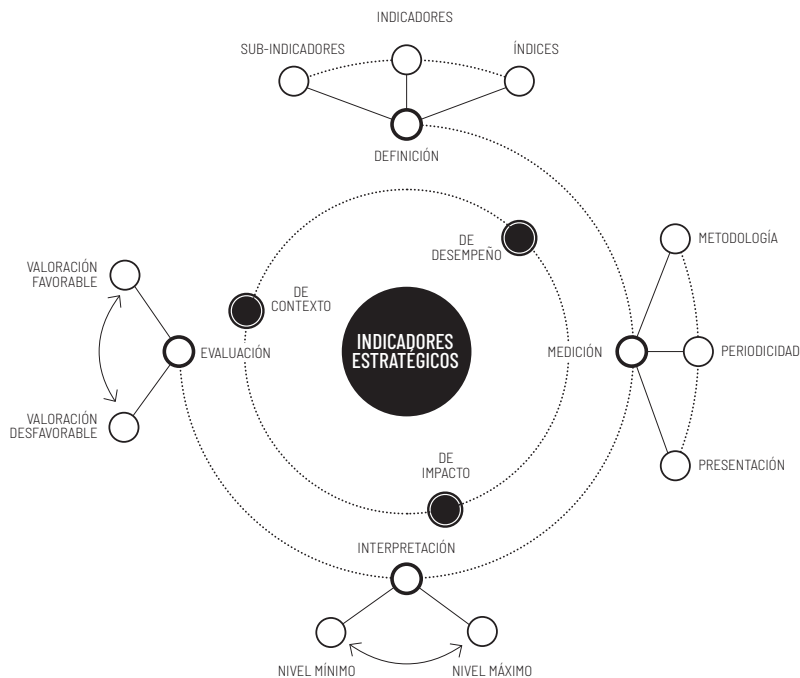 INDICADORES
SUB-INDICADORES
ÍNDICES
DEFINICIÓN
METODOLOGÍA
DE
DESEMPEÑO
VALORACIÓN
FAVORABLE
DE
CONTEXTO
INDICADORES
ESTRATÉGICOS
EVALUACIÓN
MEDICIÓN
PERIODICIDAD
VALORACIÓN
DESFAVORABLE
DE
IMPACTO
PRESENTACIÓN
INTERPRETACIÓN
NIVEL MÍNIMO
NIVEL MÁXIMO